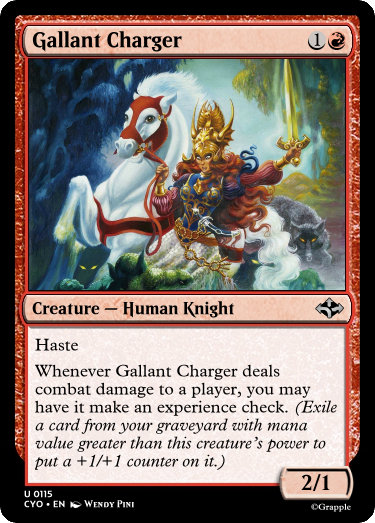 Gallant Charger 1
Creature — Human Knight
Haste
Whenever Gallant Charger deals
combat damage to a player, you may
have it make an experience check. (Exile
a card from your graveyard with mana
value greater than this creature's power to
put a +1/+1 counter on it.)
2/1
U 0115
CYO • EN Wendy Pini
©Grapple